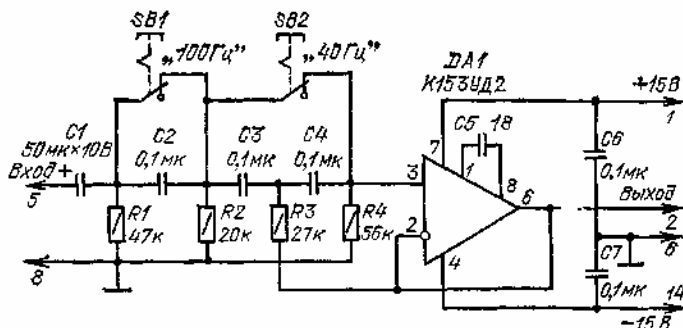 SB1
SB2
„100Гц”
„40Гц”
DA1
К153УД2
+15В
1
C1
50мк×10В
Вход +
5
C2
0,1мк
C3
0,1мк
C4
0,1мк
C5
18
7
1
8
3
2
6
4
C6
0,1мк
Выход
2
6
R1
47к
R2
20к
R3
27к
R4
56к
8
C7
0,1мк
14
−15В